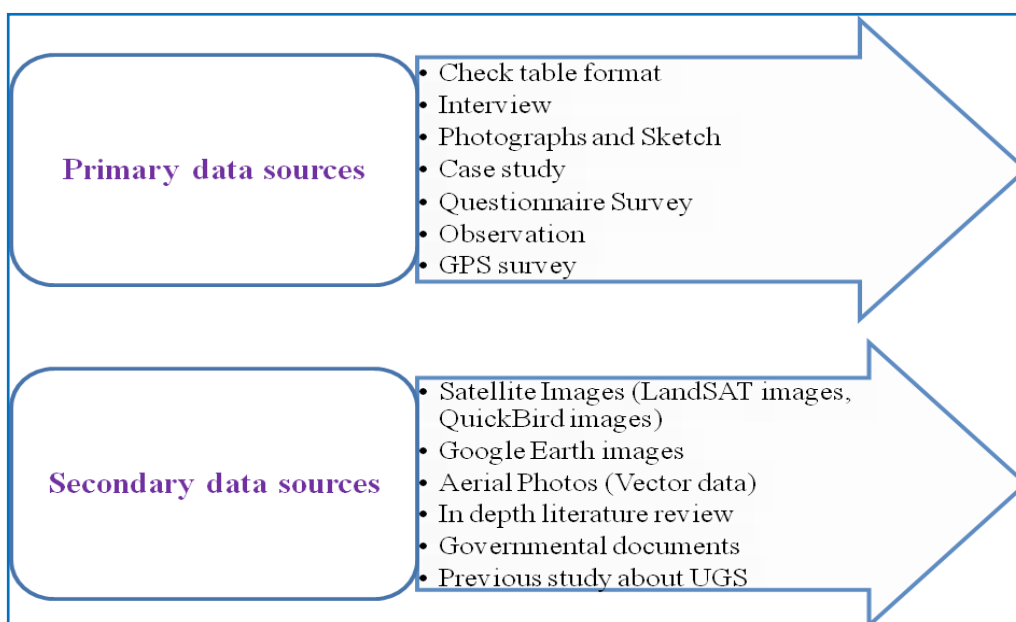 Primary data sources
• Check table format
• Interview
• Photographs and Sketch
• Case study
• Questionnaire Survey
• Observation
• GPS survey
Secondary data sources
• Satellite Images (LandSAT images,
QuickBird images)
• Google Earth images
• Aerial Photos (Vector data)
• In depth literature review
• Governmental documents
• Previous study about UGS